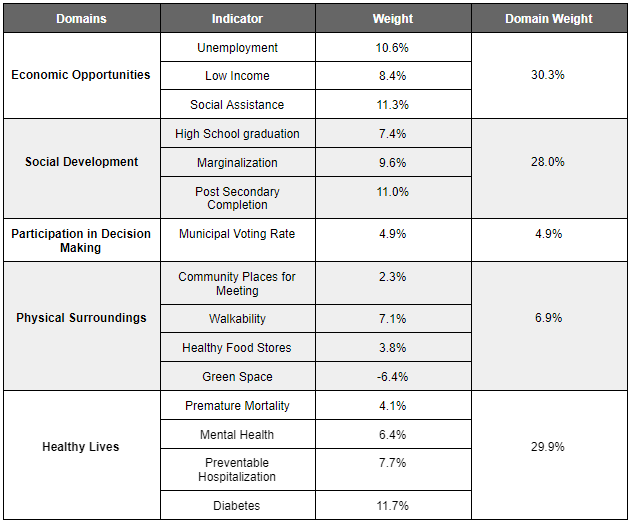 Domains Indicator Weight Domain Weight
Economic Opportunities
Unemployment 10.6%
Low Income 8.4%
Social Assistance 11.3%
30.3%
Social Development
High School graduation 7.4%
Marginalization 9.6%
Post Secondary
Completion
11.0%
28.0%
Participation in Decision
Making
Municipal Voting Rate 4.9% 4.9%
Physical Surroundings
Community Places for
Meeting
2.3%
Walkability 7.1%
Healthy Food Stores 3.8%
Green Space -6.4%
6.9%
Healthy Lives
Premature Mortality 4.1%
Mental Health 6.4%
Preventable
Hospitalization
7.7%
Diabetes 11.7%
29.9%